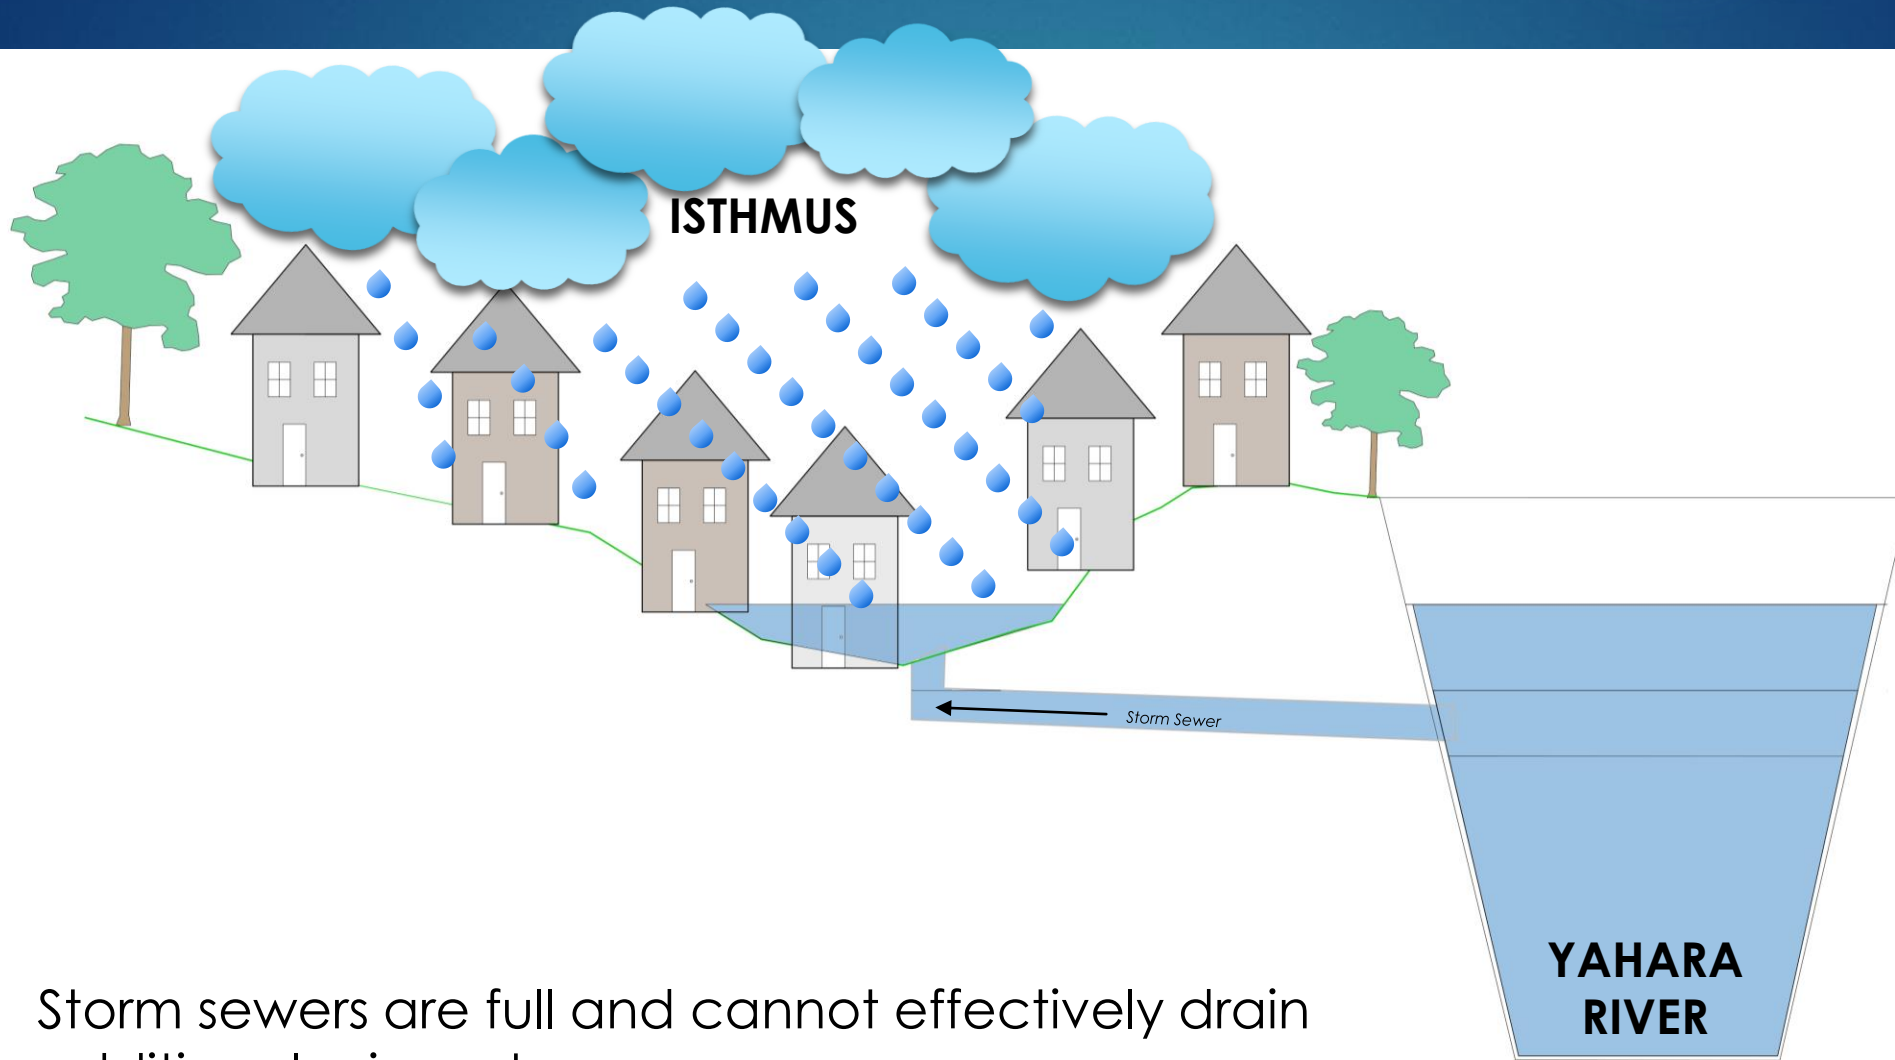 ISTHMUS
Storm Sewer
YAHARA
RIVER
Storm sewers are full and cannot effectively drain